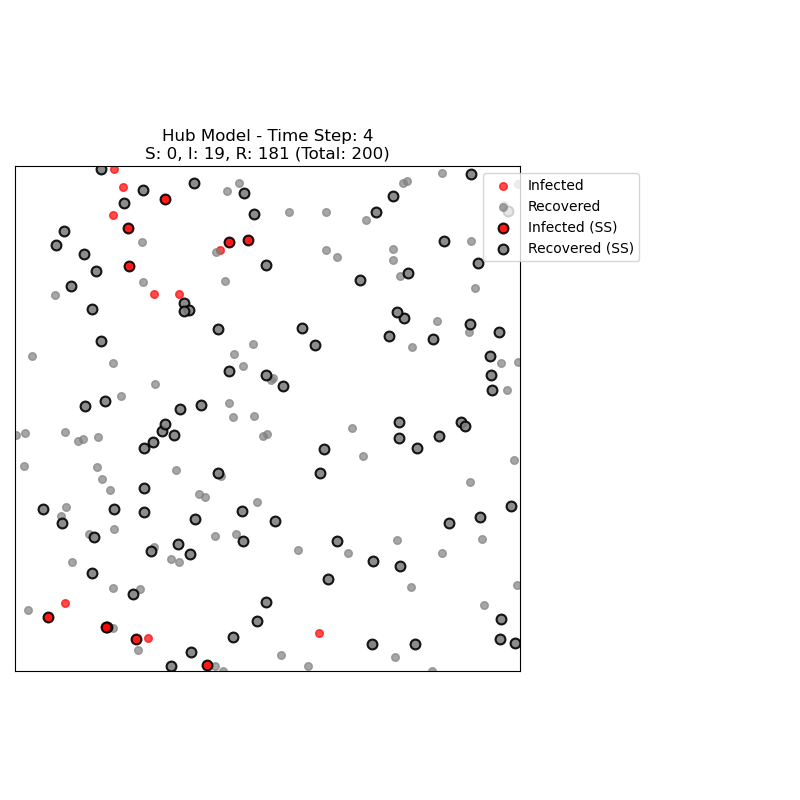 Hub Model - Time Step: 4
S: 0, I: 19, R: 181 (Total: 200)
Infected
Recovered
Infected (SS)
Recovered (SS)